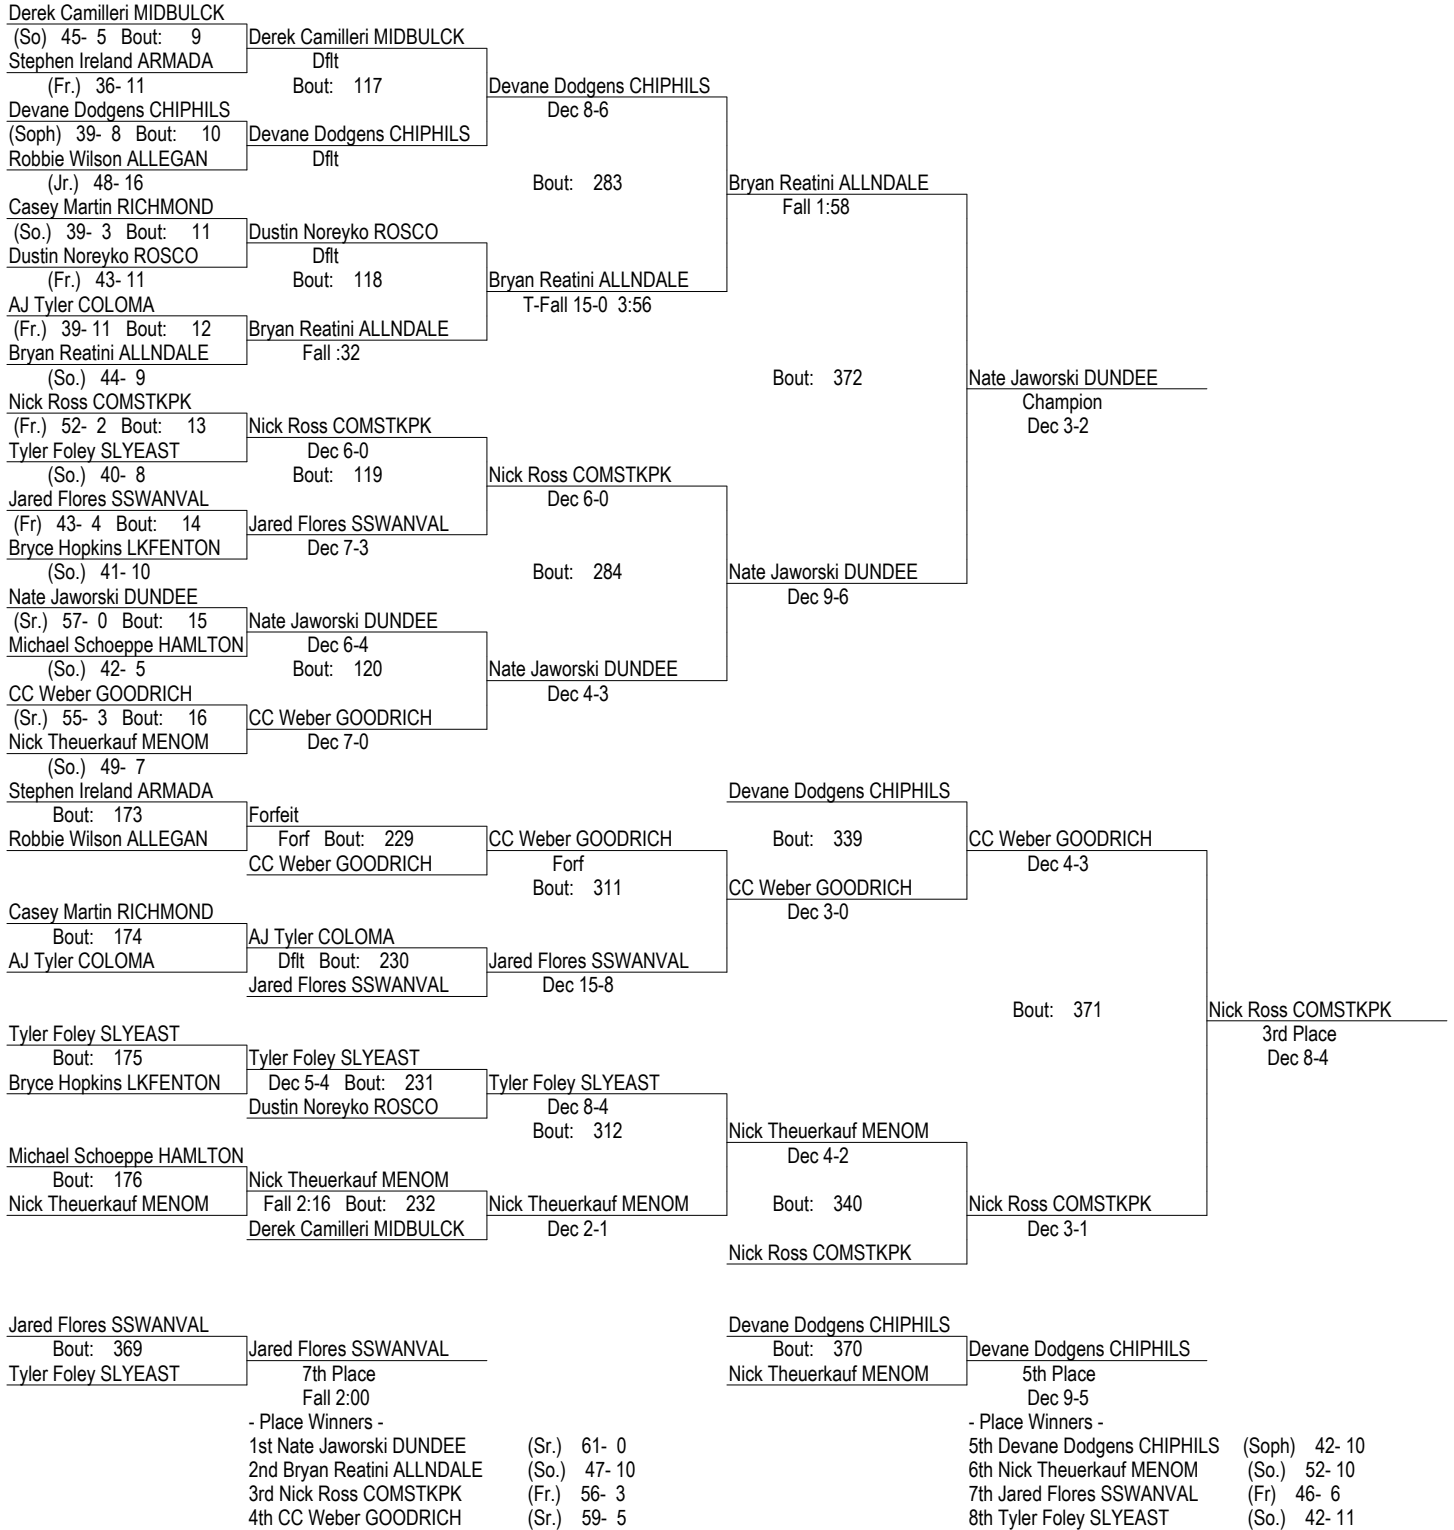 Derek Camilleri MIDBULCK
(So) 45- 5 Bout: 9 Derek Camilleri MIDBULCK
Stephen Ireland ARMADA Dflt
(Fr.) 36- 11 Bout: 117 Devane Dodgens CHIPHILS
Devane Dodgens CHIPHILS Dec 8-6
(Soph) 39- 8 Bout: 10 Devane Dodgens CHIPHILS
Robbie Wilson ALLEGAN Dflt
(Jr.) 48- 16 Bout: 283 Bryan Reatini ALLNDALE
Casey Martin RICHMOND Fall 1:58
(So.) 39- 3 Bout: 11 Dustin Noreyko ROSCO
Dustin Noreyko ROSCO Dflt
(Fr.) 43- 11 Bout: 118 Bryan Reatini ALLNDALE
AJ Tyler COLOMA T-Fall 15-0 3:56
(Fr.) 39- 11 Bout: 12 Bryan Reatini ALLNDALE
Bryan Reatini ALLNDALE Fall :32
(So.) 44- 9 Bout: 372 Nate Jaworski DUNDEE
Nick Ross COMSTKPK Champion
(Fr.) 52- 2 Bout: 13 Nick Ross COMSTKPK Dec 3-2
Tyler Foley SLYEAST Dec 6-0
(So.) 40- 8 Bout: 119 Nick Ross COMSTKPK
Jared Flores SSWANVAL Dec 6-0
(Fr) 43- 4 Bout: 14 Jared Flores SSWANVAL
Bryce Hopkins LKFENTON Dec 7-3
(So.) 41- 10 Bout: 284 Nate Jaworski DUNDEE
Nate Jaworski DUNDEE Dec 9-6
(Sr.) 57- 0 Bout: 15 Nate Jaworski DUNDEE
Michael Schoeppe HAMLTON Dec 6-4
(So.) 42- 5 Bout: 120 Nate Jaworski DUNDEE
CC Weber GOODRICH Dec 4-3
(Sr.) 55- 3 Bout: 16 CC Weber GOODRICH
Nick Theuerkauf MENOM Dec 7-0
(So.) 49- 7
Stephen Ireland ARMADA Devane Dodgens CHIPHILS
Bout: 173 Forfeit
Robbie Wilson ALLEGAN Forf Bout: 229 CC Weber GOODRICH Bout: 339 CC Weber GOODRICH
CC Weber GOODRICH Forf Dec 4-3
Bout: 311 CC Weber GOODRICH
Casey Martin RICHMOND Dec 3-0
Bout: 174 AJ Tyler COLOMA
AJ Tyler COLOMA Dflt Bout: 230 Jared Flores SSWANVAL
Jared Flores SSWANVAL Dec 15-8
Bout: 371 Nick Ross COMSTKPK
Tyler Foley SLYEAST 3rd Place
Bout: 175 Tyler Foley SLYEAST Dec 8-4
Bryce Hopkins LKFENTON Dec 5-4 Bout: 231 Tyler Foley SLYEAST
Dustin Noreyko ROSCO Dec 8-4
Bout: 312 Nick Theuerkauf MENOM
Michael Schoeppe HAMLTON Dec 4-2
Bout: 176 Nick Theuerkauf MENOM
Nick Theuerkauf MENOM Fall 2:16 Bout: 232 Nick Theuerkauf MENOM Bout: 340 Nick Ross COMSTKPK
Derek Camilleri MIDBULCK Dec 2-1 Dec 3-1
Nick Ross COMSTKPK
Jared Flores SSWANVAL Devane Dodgens CHIPHILS
Bout: 369 Jared Flores SSWANVAL Bout: 370 Devane Dodgens CHIPHILS
Tyler Foley SLYEAST 7th Place Nick Theuerkauf MENOM 5th Place
Fall 2:00 Dec 9-5
- Place Winners - - Place Winners -
1st Nate Jaworski DUNDEE (Sr.) 61- 0 5th Devane Dodgens CHIPHILS (Soph) 42- 10
2nd Bryan Reatini ALLNDALE (So.) 47- 10 6th Nick Theuerkauf MENOM (So.) 52- 10
3rd Nick Ross COMSTKPK (Fr.) 56- 3 7th Jared Flores SSWANVAL (Fr) 46- 6
4th CC Weber GOODRICH (Sr.) 59- 5 8th Tyler Foley SLYEAST (So.) 42- 11